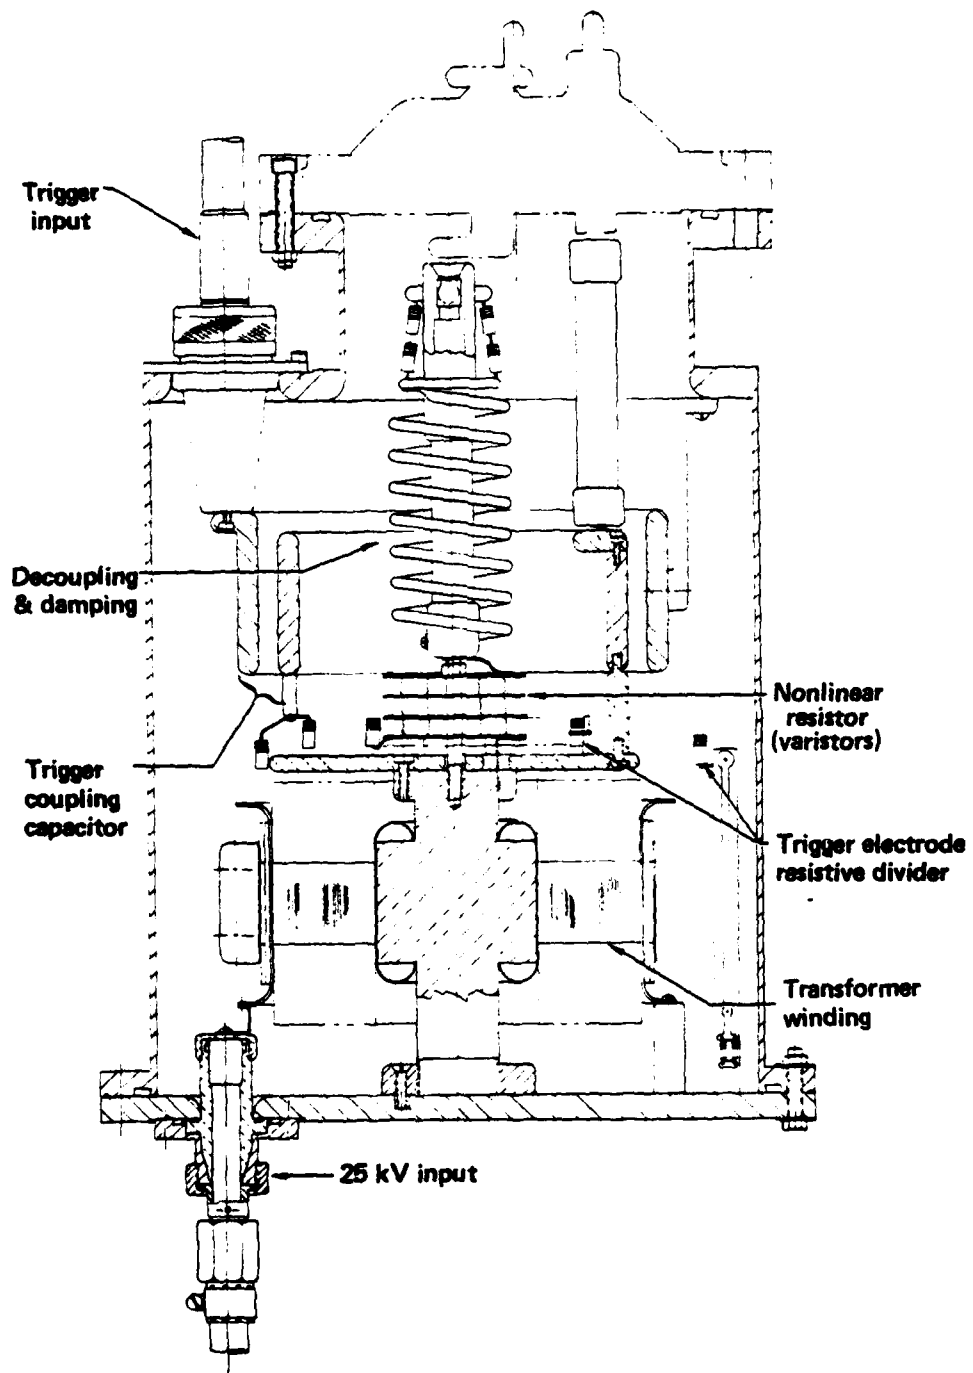 Trigger
input
Decoupling
& damping
Nonlinear
resistor
(varistors)
Trigger
coupling
capacitor
Trigger electrode
resistive divider
Transformer
winding
25 kV input